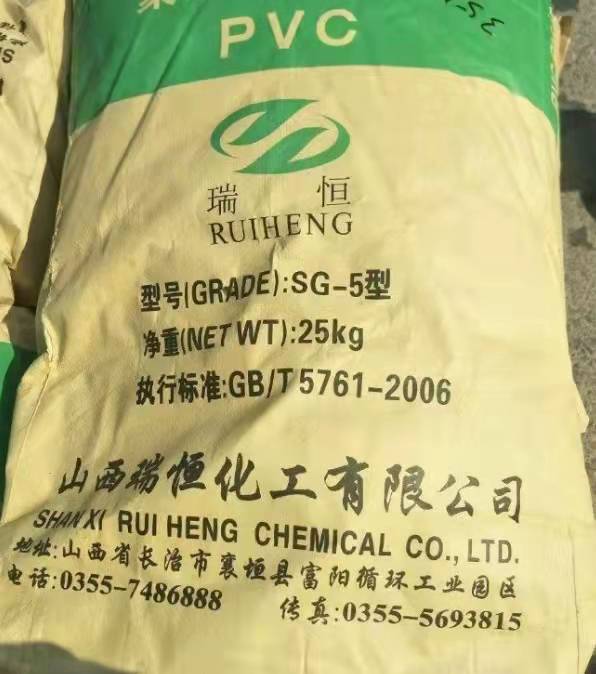 PVC
瑞恒
RUIHENG
型号(GRADE):SG-5型
净重(NET WT):25kg
执行标准:GB/T 5761-2006
山西瑞恒化工有限公司
SHANXI RUI HENG CHEMICAL CO., LTD.
地址:山西省长治市襄垣县富阳循环工业园区
电话:0355-7486888 传真:0355-5693815